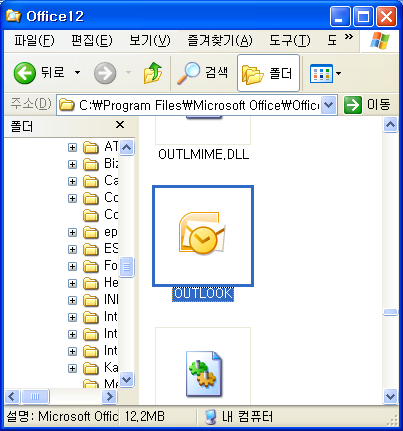 Office12
파일(F) 편집(E) 보기(V) 즐겨찾기(A) 도구(T) 도 »
뒤로 검색 폴더
주소(D) C:₩Program Files₩Microsoft Office₩Office 이동
폴더 ×
AT
Biz
Ca
Co
Co
ep
ES
Fo
He
INI
Int
Int
Int
Ka
Me
OUTLMIME,DLL
OUTLOOK
설명: Microsoft Offic 12,2MB 내 컴퓨터